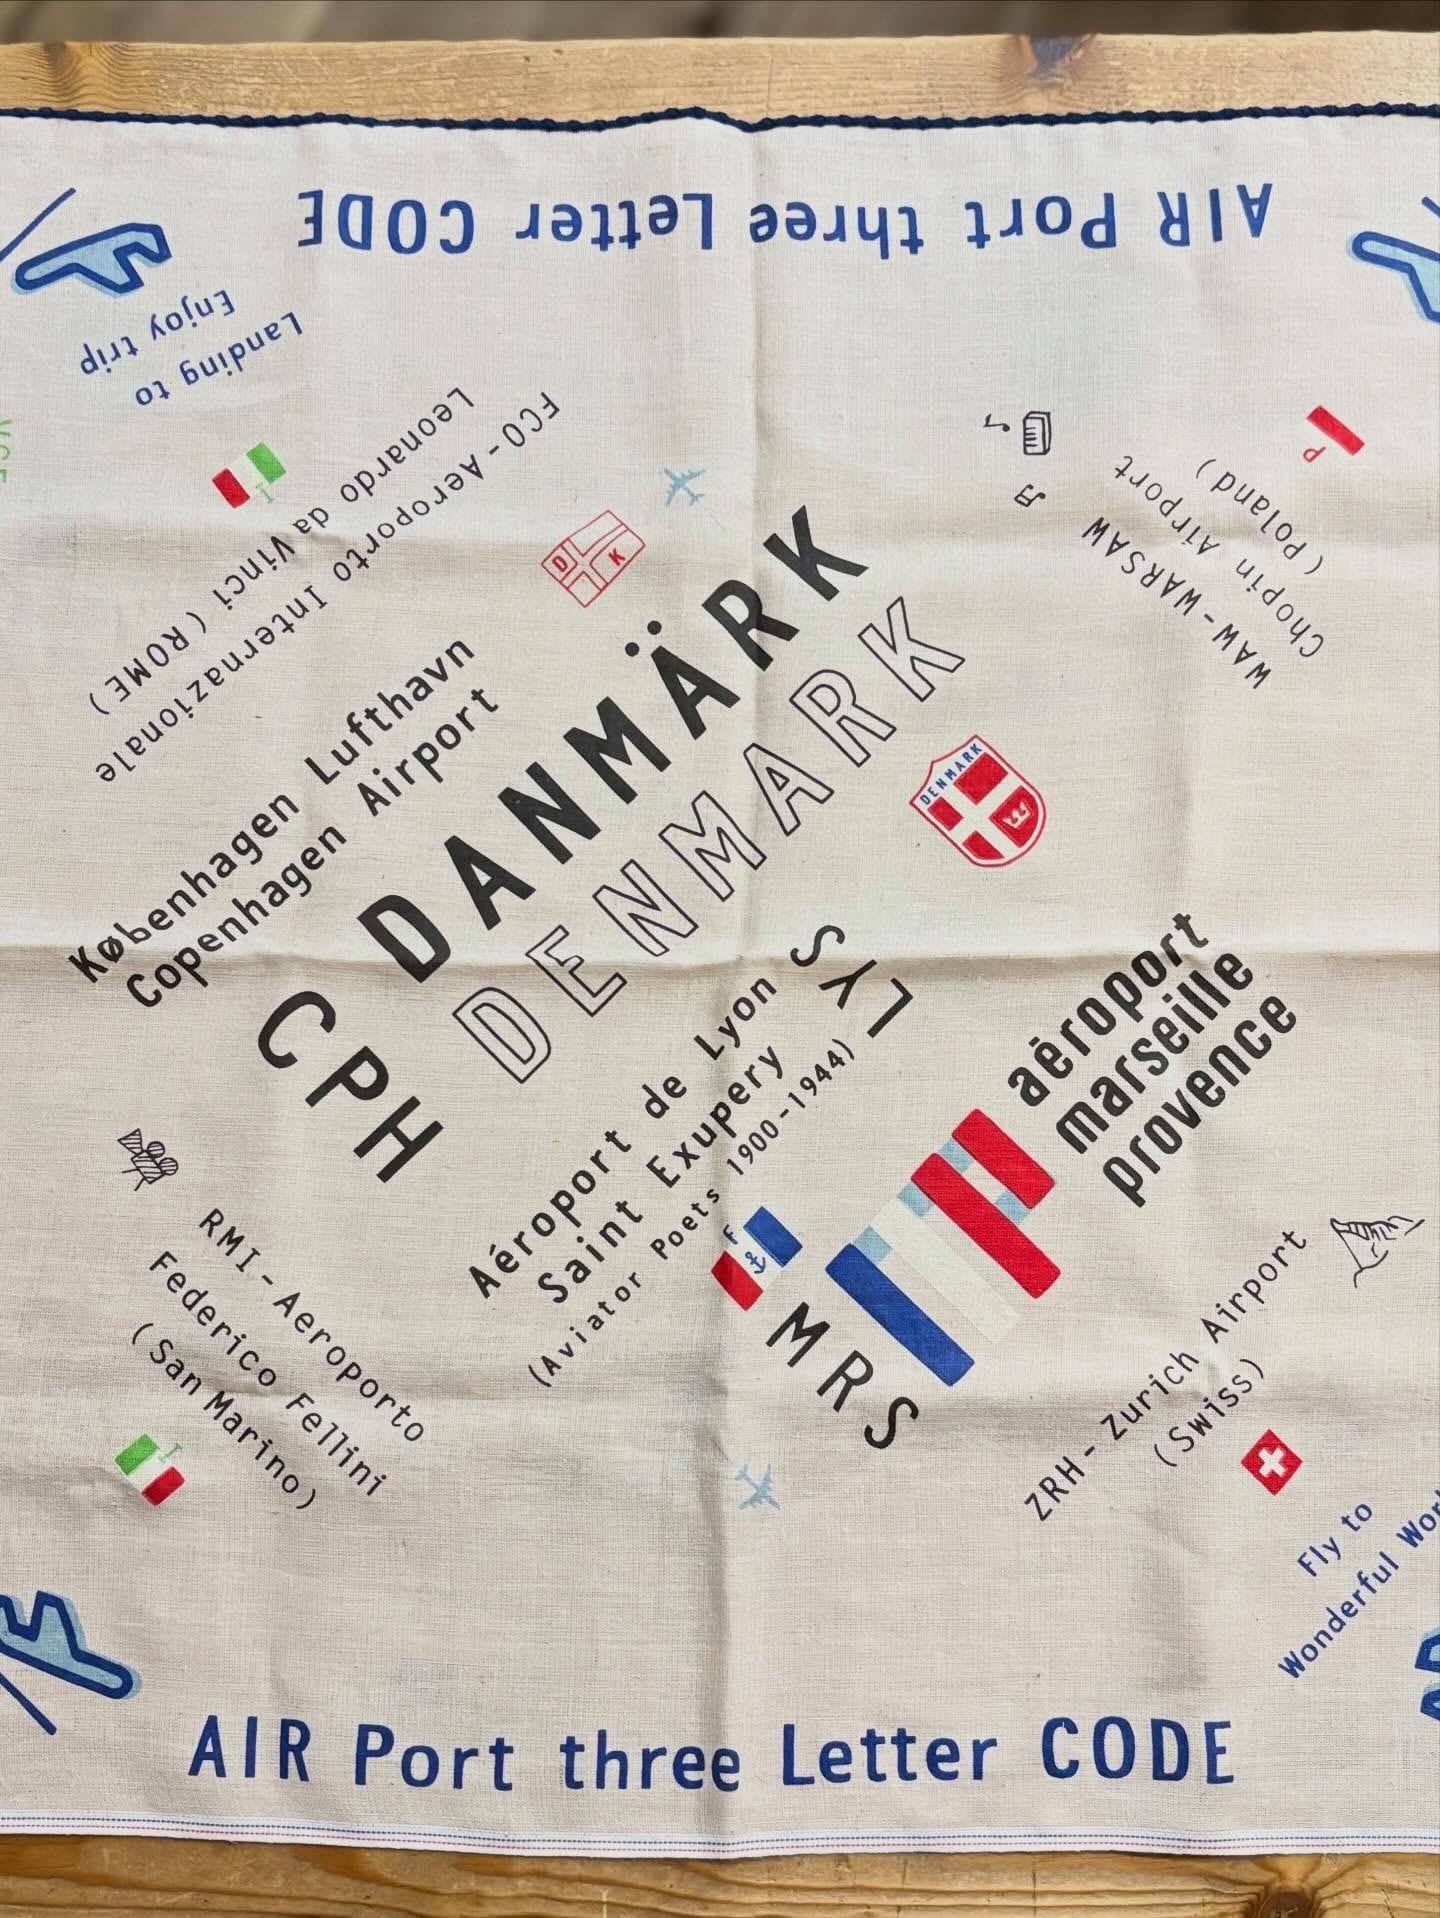 AIR Port three Letter CODE
Landing to
Enjoy trip
FCO-Aeroporto Internazionale
Leonardo da Vinci (ROME)
I
WAW-WARSAW
Chopin Airport
(Poland)
P
D K
København Lufthavn
Copenhagen Airport
DANMÄRK
DENMARK
DENMARK
CPH
LYS
Aéroport de Lyon
Saint Exupery
(Aviator Poets 1900-1944)
F
aéroport
marseille
provence
MRS
RMI-Aeroporto
Federico Fellini
(San Marino)
I
ZRH-Zurich Airport
(Swiss)
Fly to
Wonderful
AIR Port three Letter CODE